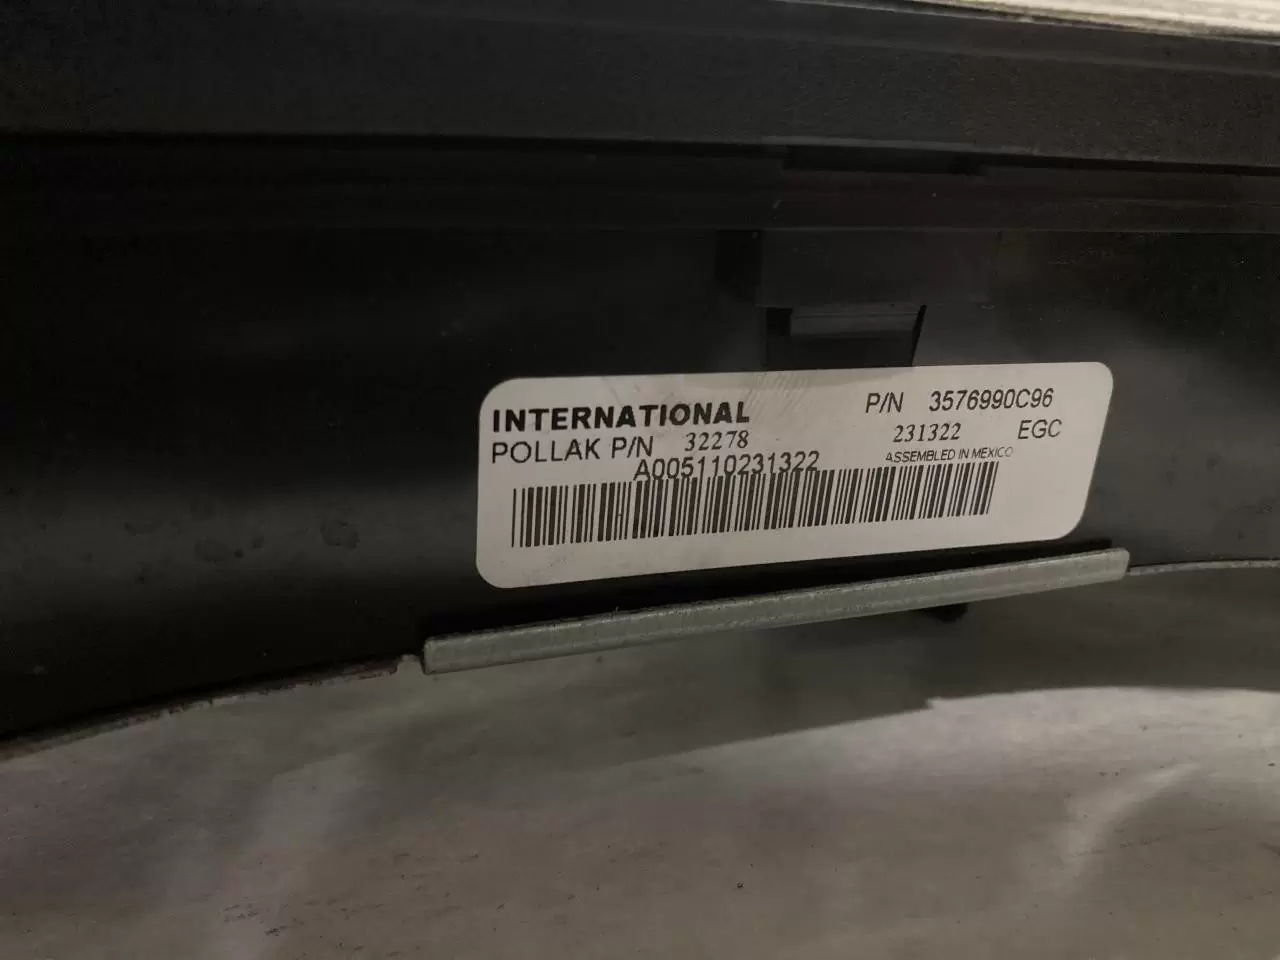 INTERNATIONAL P/N 3576990C96
POLLAK P/N 32278 231322 EGC
A005110231322 ASSEMBLED IN MEXICO